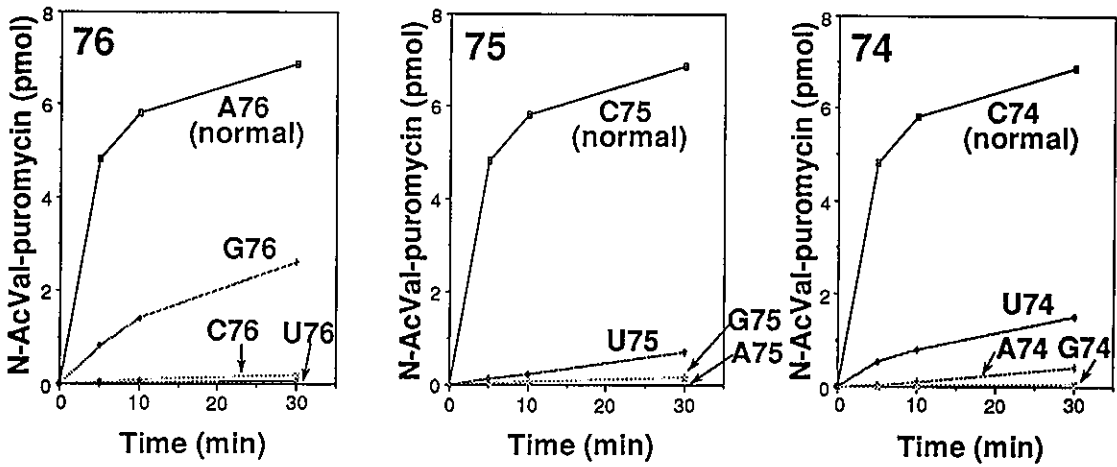 N-AcVal-puromycin (pmol)
8
6
4
2
0
76
A76
(normal)
G76
C76
U76
0
10
20
30
Time (min)
N-AcVal-puromycin (pmol)
8
6
4
2
0
75
C75
(normal)
U75
G75
A75
0
10
20
30
Time (min)
N-AcVal-puromycin (pmol)
8
6
4
2
0
74
C74
(normal)
U74
A74 G74
0
10
20
30
Time (min)